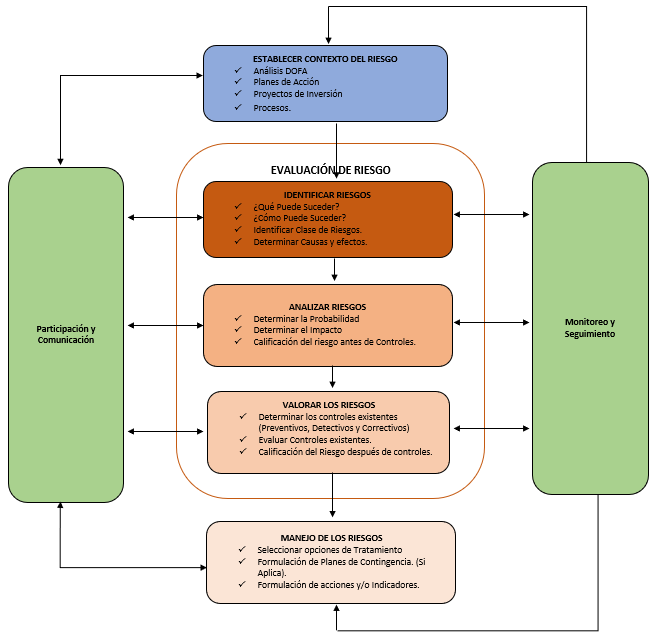 ESTABLECER CONTEXTO DEL RIESGO
✓ Análisis DOFA
✓ Planes de Acción
✓ Proyectos de Inversión
✓ Procesos.
EVALUACIÓN DE RIESGO
IDENTIFICAR RIESGOS
✓ ¿Qué Puede Suceder?
✓ ¿Cómo Puede Suceder?
✓ Identificar Clase de Riesgos.
✓ Determinar Causas y efectos.
ANALIZAR RIESGOS
✓ Determinar la Probabilidad
✓ Determinar el Impacto
✓ Calificación del riesgo antes de Controles.
Participación y
Comunicación
Monitoreo y
Seguimiento
VALORAR LOS RIESGOS
✓ Determinar los controles existentes
(Preventivos, Detectivos y Correctivos)
✓ Evaluar Controles existentes.
✓ Calificación del Riesgo después de controles.
MANEJO DE LOS RIESGOS
✓ Seleccionar opciones de Tratamiento
✓ Formulación de Planes de Contingencia. (Si
Aplica).
✓ Formulación de acciones y/o Indicadores.